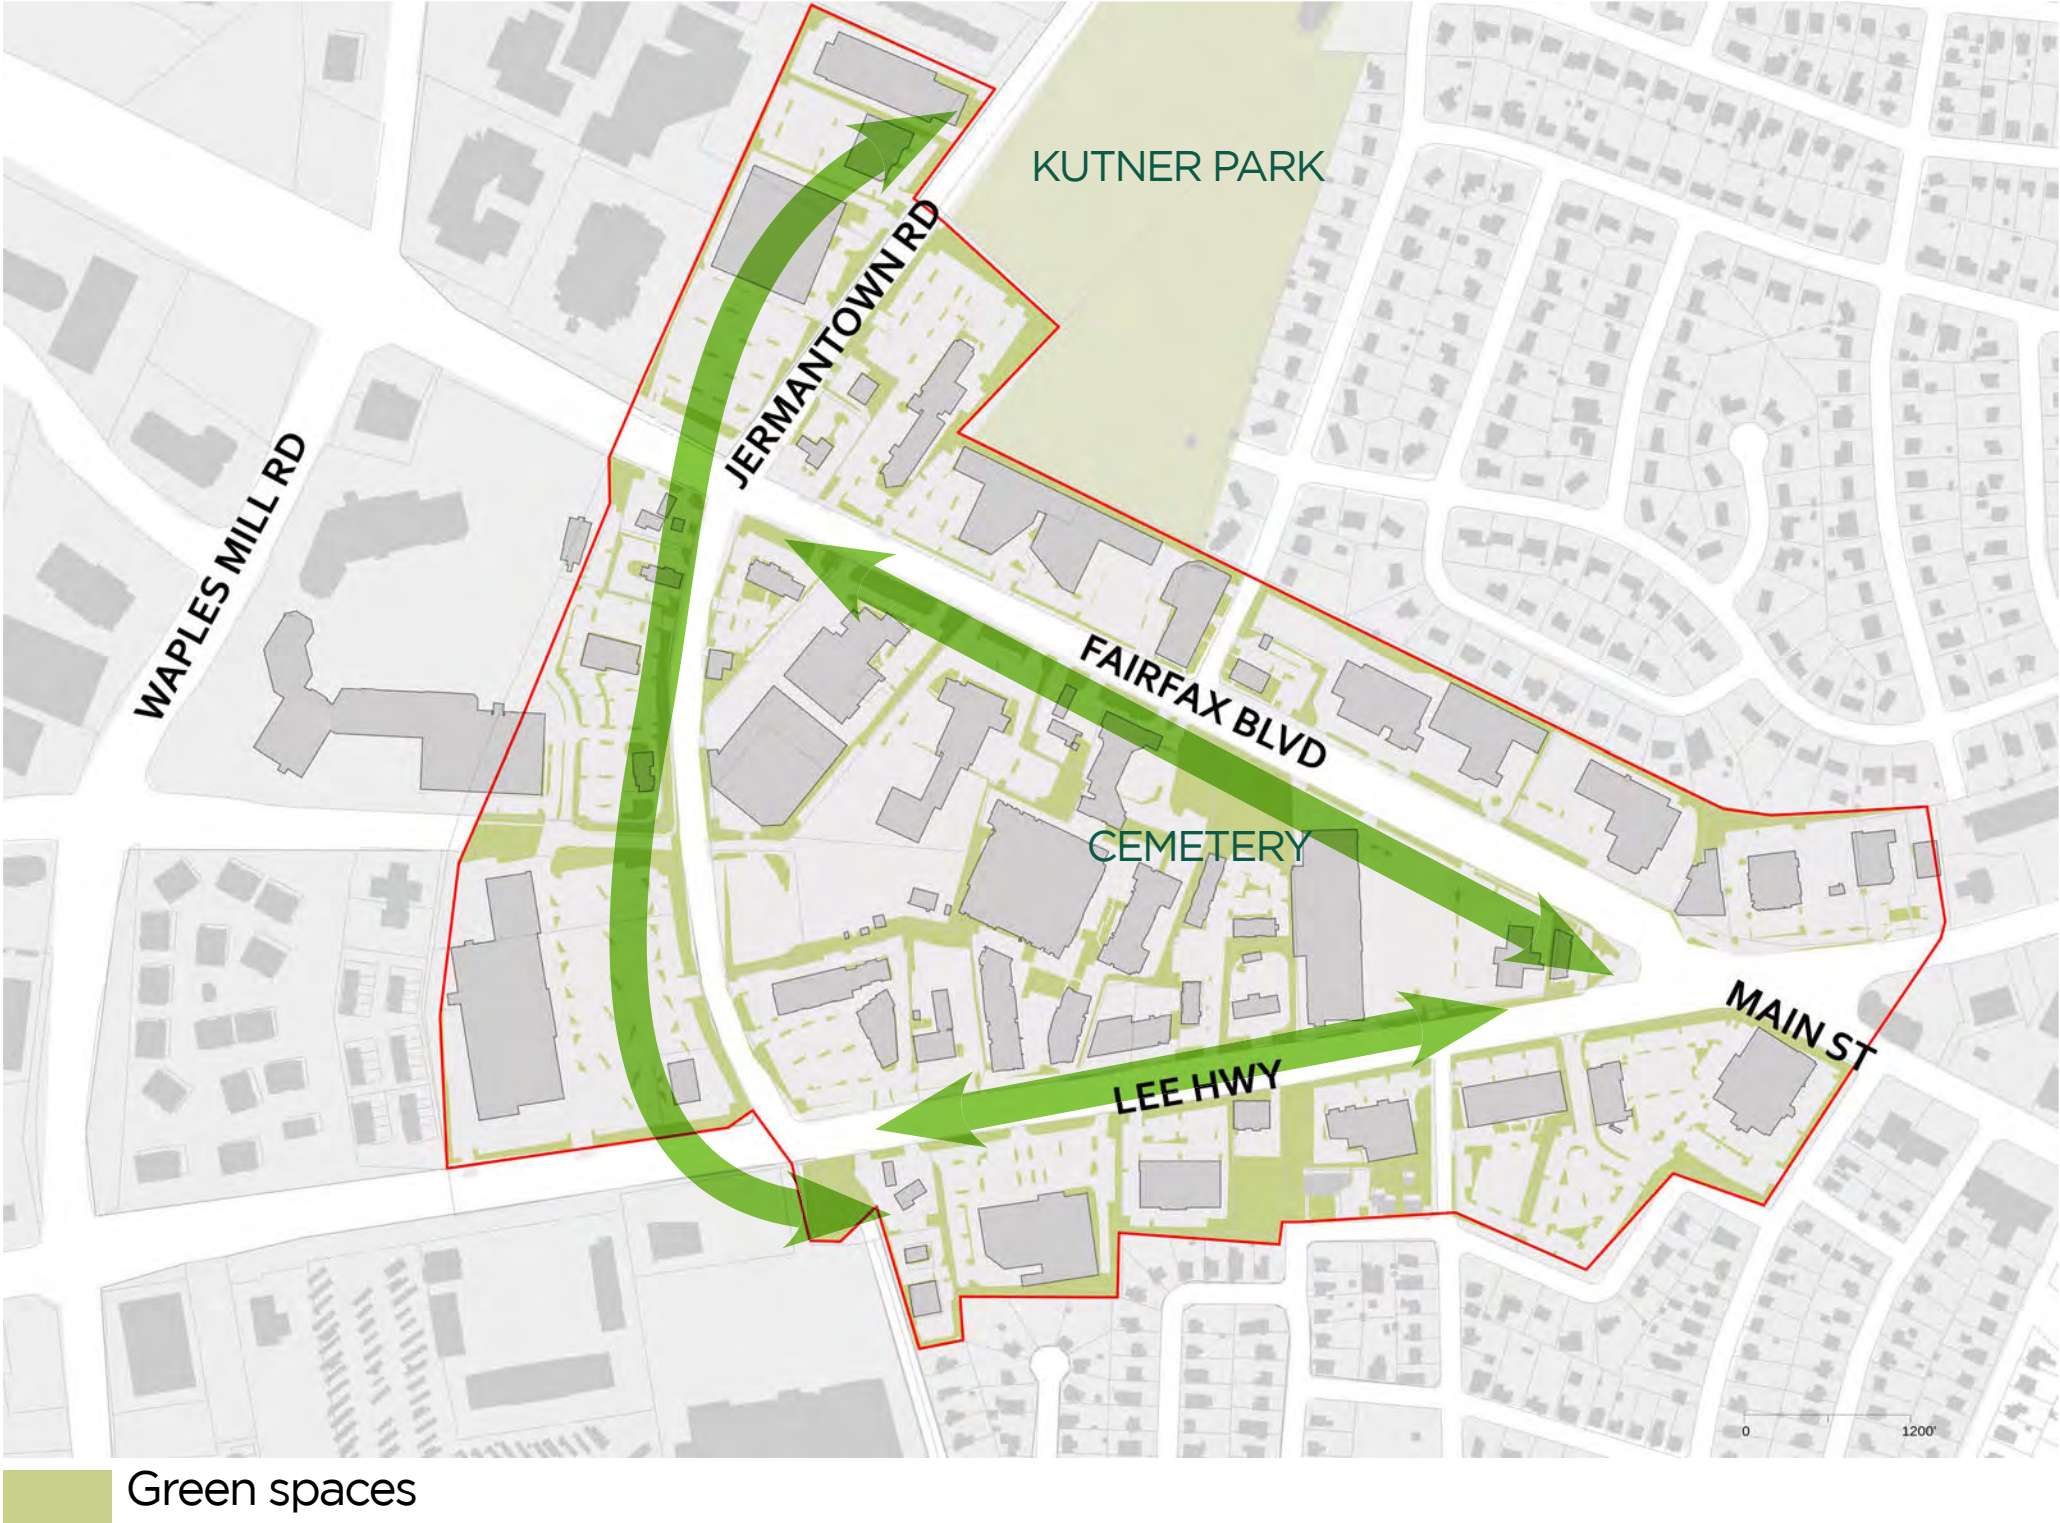 KUTNER PARK
JERMANTOWN RD
WAPLES MILL RD
FAIRFAX BLVD
CEMETERY
MAIN ST
LEE HWY
0 1200'
Green spaces